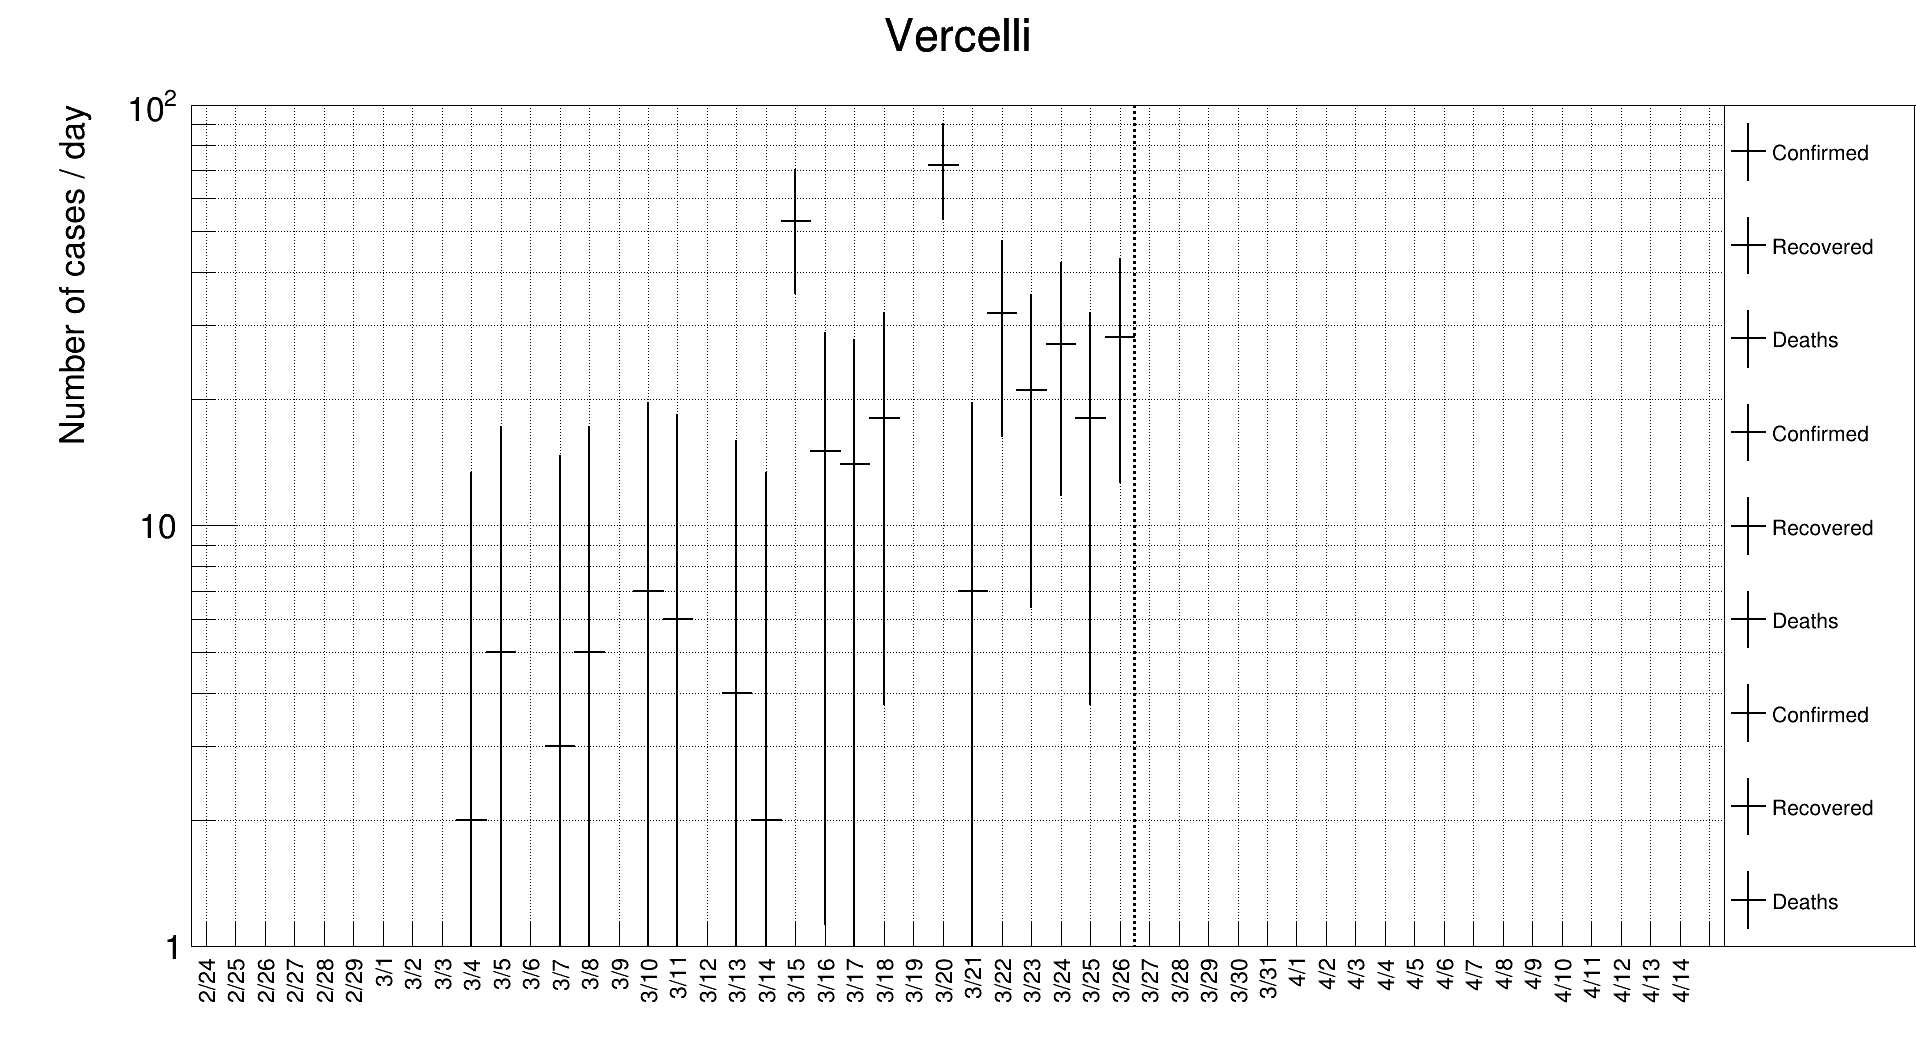 Vercelli
Number of cases / day
10²
10
1
2/24 2/25 2/26 2/27 2/28 2/29 3/1 3/2 3/3 3/4 3/5 3/6 3/7 3/8 3/9 3/10 3/11 3/12 3/13 3/14 3/15 3/16 3/17 3/18 3/19 3/20 3/21 3/22 3/23 3/24 3/25 3/26 3/27 3/28 3/29 3/30 3/31 4/1 4/2 4/3 4/4 4/5 4/6 4/7 4/8 4/9 4/10 4/11 4/12 4/13 4/14
Confirmed
Recovered
Deaths
Confirmed
Recovered
Deaths
Confirmed
Recovered
Deaths